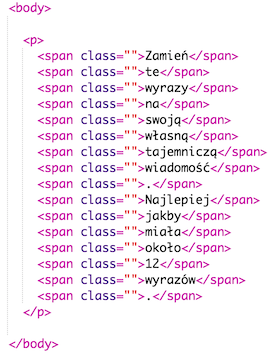 <body>
<p>
<span class="">Zamień</span>
<span class="">te</span>
<span class="">wyrazy</span>
<span class="">na</span>
<span class="">swoją</span>
<span class="">własną</span>
<span class="">tajemniczą</span>
<span class="">wiadomość</span>
<span class="">.</span>
<span class="">Najlepiej</span>
<span class="">jakby</span>
<span class="">miała</span>
<span class="">około</span>
<span class="">12</span>
<span class="">wyrazów</span>
<span class="">.</span>
</p>
</body>